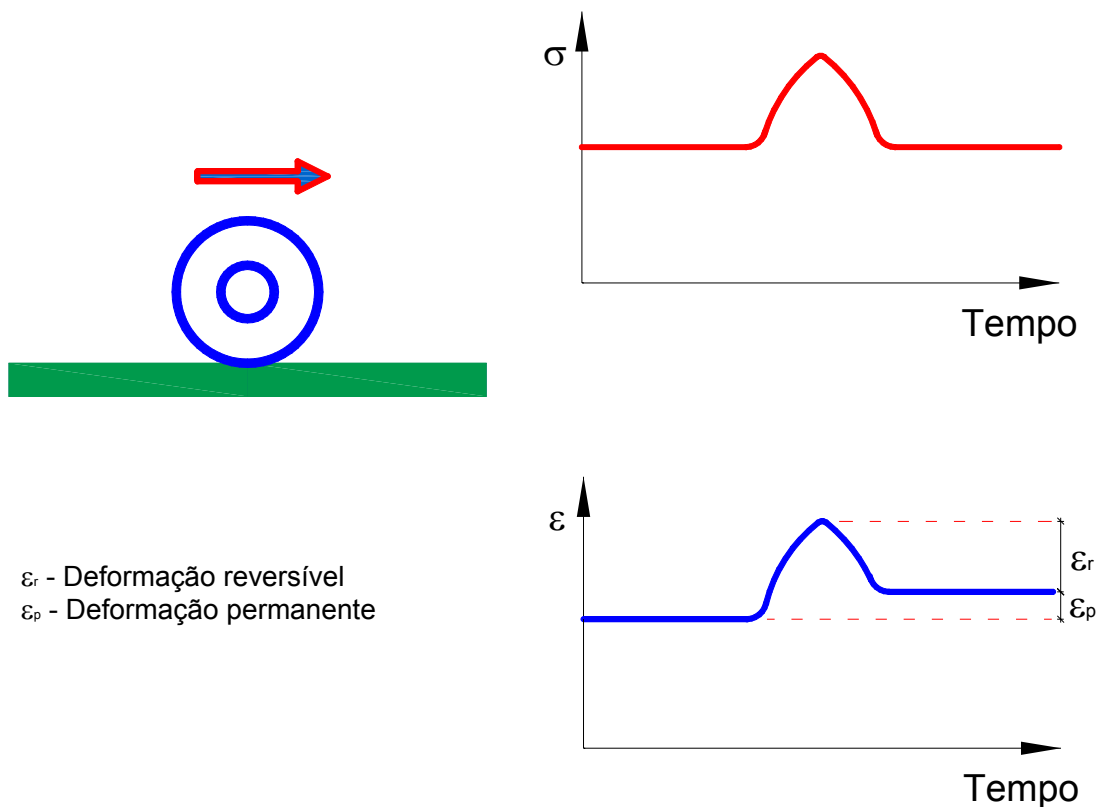 σ
Tempo
ε
εr
εp
Tempo
εr - Deformação reversível
εp - Deformação permanente